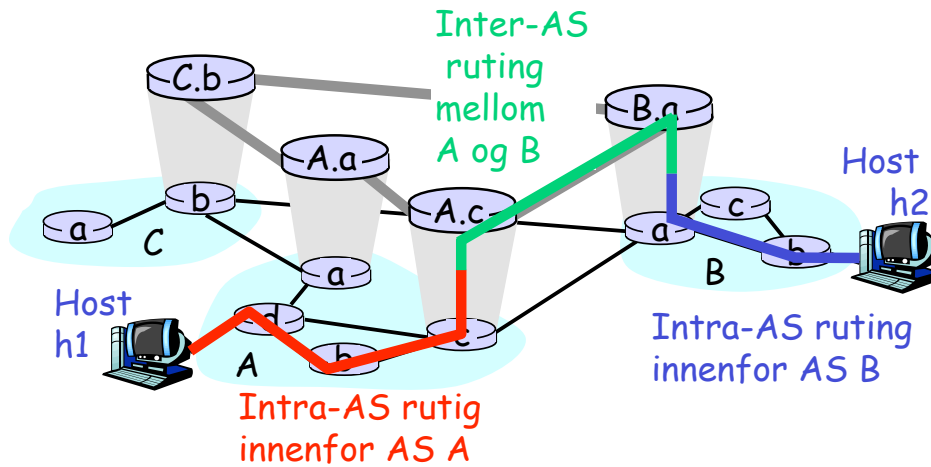 Inter-AS
ruting
mellom
A og B
C.b
B.a
A.a
Host
h2
A.c
b
c
a
a
C
a
b
B
Host
h1
d
c
b
A
Intra-AS ruting
innenfor AS B
Intra-AS rutig
innenfor AS A